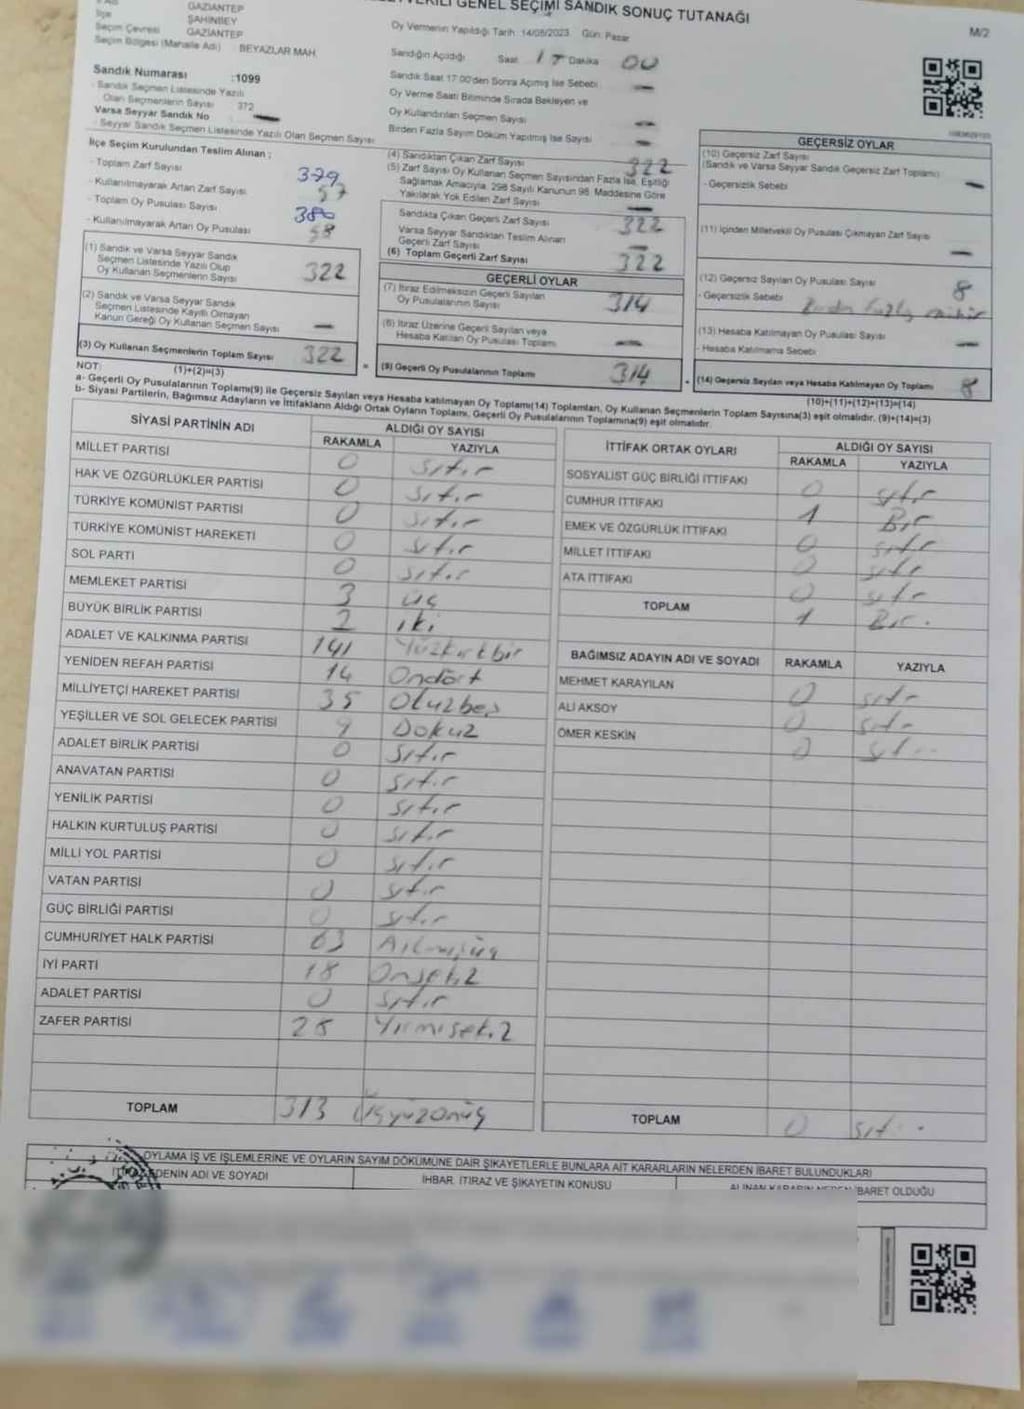 GENEL SEÇİMİ SANDIK SONUÇ TUTANAĞI
M/2
GAZİANTEP
İlçe ŞAHİNBEY
Seçim Çevresi GAZİANTEP
Seçim Bölgesi (Mahalle Adı) BEYAZLAR MAH.
Sandık Numarası :1099
- Sandık Seçmen Listesinde Yazılı
Olan Seçmenlerin Sayısı 372
Varsa Seyyar Sandık No —
- Seyyar Sandık Seçmen Listesinde Yazılı Olan Seçmen Sayısı
Oy Vermenin Yapıldığı Tarih: 14/05/2023 Gün: Pazar
Sandığın Açıldığı Saat 17 Dakika 00
Sandık Saat 17.00'den Sonra Açılmış İse Sebebi —
Oy Verme Saati Bitiminde Sırada Bekleyen ve
Oy Kullandırılan Seçmen Sayısı —
Birden Fazla Sayım Döküm Yapılmış İse Sayısı —
İlçe Seçim Kurulundan Teslim Alınan :
- Toplam Zarf Sayısı 379
- Kullanılmayarak Artan Zarf Sayısı 57
- Toplam Oy Pusulası Sayısı 380
- Kullanılmayarak Artan Oy Pusulası 58
(1) Sandık ve Varsa Seyyar Sandık
Seçmen Listesinde Yazılı Olup
Oy Kullanan Seçmenlerin Sayısı 322
(2) Sandık ve Varsa Seyyar Sandık
Seçmen Listesinde Kayıtlı Olmayan
Kanun Gereği Oy Kullanan Seçmen Sayısı —
(3) Oy Kullanan Seçmenlerin Toplam Sayısı 322
(1)+(2)=(3)
(4) Sandıktan Çıkan Zarf Sayısı 322
(5) Zarf Sayısı Oy Kullanan Seçmen Sayısından Fazla İse, Eşitliği
Sağlamak Amacıyla, 298 Sayılı Kanunun 98. Maddesine Göre
Yakılarak Yok Edilen Zarf Sayısı —
Sandıkta Çıkan Geçerli Zarf Sayısı 322
Varsa Seyyar Sandıktan Teslim Alınan
Geçerli Zarf Sayısı —
(6) Toplam Geçerli Zarf Sayısı 322
GEÇERLİ OYLAR
(7) İtiraz Edilmeksizin Geçerli Sayılan
Oy Pusulalarının Sayısı 314
(8) İtiraz Üzerine Geçerli Sayılan veya
Hesaba Katılan Oy Pusulası Toplamı —
= (9) Geçerli Oy Pusulalarının Toplamı 314
GEÇERSİZ OYLAR
(10) Geçersiz Zarf Sayısı
(Sandık ve Varsa Seyyar Sandık Geçersiz Zarf Toplamı) —
- Geçersizlik Sebebi
(11) İçinden Milletvekili Oy Pusulası Çıkmayan Zarf Sayısı —
(12) Geçersiz Sayılan Oy Pusulası Sayısı 8
- Geçersizlik Sebebi Birden fazla mühür
(13) Hesaba Katılmayan Oy Pusulası Sayısı —
- Hesaba Katılmama Sebebi
+ (14) Geçersiz Sayılan veya Hesaba Katılmayan Oy Toplamı 8
(10)+(11)+(12)+(13)=(14)
NOT:
a- Geçerli Oy Pusulalarının Toplamı(9) ile Geçersiz Sayılan veya Hesaba katılmayan Oy Toplamı(14) Toplamları, Oy Kullanan Seçmenlerin Toplam Sayısına(3) eşit olmalıdır. (9)+(14)=(3)
b- Siyasi Partilerin, Bağımsız Adayların ve İttifakların Aldığı Ortak Oyların Toplamı, Geçerli Oy Pusulalarının Toplamına(9) eşit olmalıdır.
SİYASİ PARTİNİN ADI ALDIĞI OY SAYISI
RAKAMLA YAZIYLA
MİLLET PARTİSİ 0 Sıfır
HAK VE ÖZGÜRLÜKLER PARTİSİ 0 Sıfır
TÜRKİYE KOMÜNİST PARTİSİ 0 Sıfır
TÜRKİYE KOMÜNİST HAREKETİ 0 Sıfır
SOL PARTİ 0 Sıfır
MEMLEKET PARTİSİ 3 üç
BÜYÜK BİRLİK PARTİSİ 2 iki
ADALET VE KALKINMA PARTİSİ 141 Yüzkırkbir
YENİDEN REFAH PARTİSİ 14 Ondört
MİLLİYETÇİ HAREKET PARTİSİ 35 Otuzbeş
YEŞİLLER VE SOL GELECEK PARTİSİ 9 Dokuz
ADALET BİRLİK PARTİSİ 0 Sıfır
ANAVATAN PARTİSİ 0 Sıfır
YENİLİK PARTİSİ 0 Sıfır
HALKIN KURTULUŞ PARTİSİ 0 Sıfır
MİLLİ YOL PARTİSİ 0 Sıfır
VATAN PARTİSİ 0 Sıfır
GÜÇ BİRLİĞİ PARTİSİ 0 Sıfır
CUMHURİYET HALK PARTİSİ 63 Altmışüç
İYİ PARTİ 18 Onsekiz
ADALET PARTİSİ 0 Sıfır
ZAFER PARTİSİ 28 Yirmisekiz
TOPLAM 313 Üçyüzonüç
İTTİFAK ORTAK OYLARI ALDIĞI OY SAYISI
RAKAMLA YAZIYLA
SOSYALİST GÜÇ BİRLİĞİ İTTİFAKI 0 sıfır
CUMHUR İTTİFAKI 1 Bir
EMEK VE ÖZGÜRLÜK İTTİFAKI 0 sıfır
MİLLET İTTİFAKI 0 sıfır
ATA İTTİFAKI 0 sıfır
TOPLAM 1 Bir.
BAĞIMSIZ ADAYIN ADI VE SOYADI RAKAMLA YAZIYLA
MEHMET KARAYILAN 0 sıfır
ALİ AKSOY 0 sıfır
ÖMER KESKİN 0 sıfır
TOPLAM 0 sıfır
OYLAMA İŞ VE İŞLEMLERİNE VE OYLARIN SAYIM DÖKÜMÜNE DAİR ŞİKAYETLERLE BUNLARA AİT KARARLARIN NELERDEN İBARET BULUNDUKLARI
İTİRAZ EDENİN ADI VE SOYADI
İHBAR, İTİRAZ VE ŞİKAYETİN KONUSU
ALINAN KARARIN NEDEN İBARET OLDUĞU